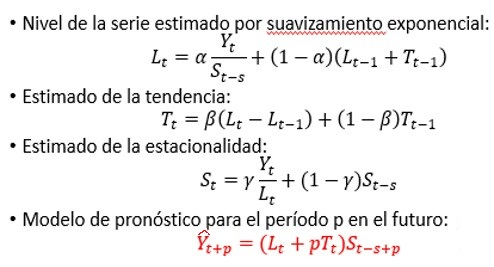 • Nivel de la serie estimado por suavizamiento exponencial:
L_t = α Y_t/S_{t−s} + (1 − α)(L_{t−1} + T_{t−1})
• Estimado de la tendencia:
T_t = β(L_t − L_{t−1}) + (1 − β)T_{t−1}
• Estimado de la estacionalidad:
S_t = γ Y_t/L_t + (1 − γ)S_{t−s}
• Modelo de pronóstico para el período p en el futuro:
Ŷ_{t+p} = (L_t + pT_t)S_{t−s+p}